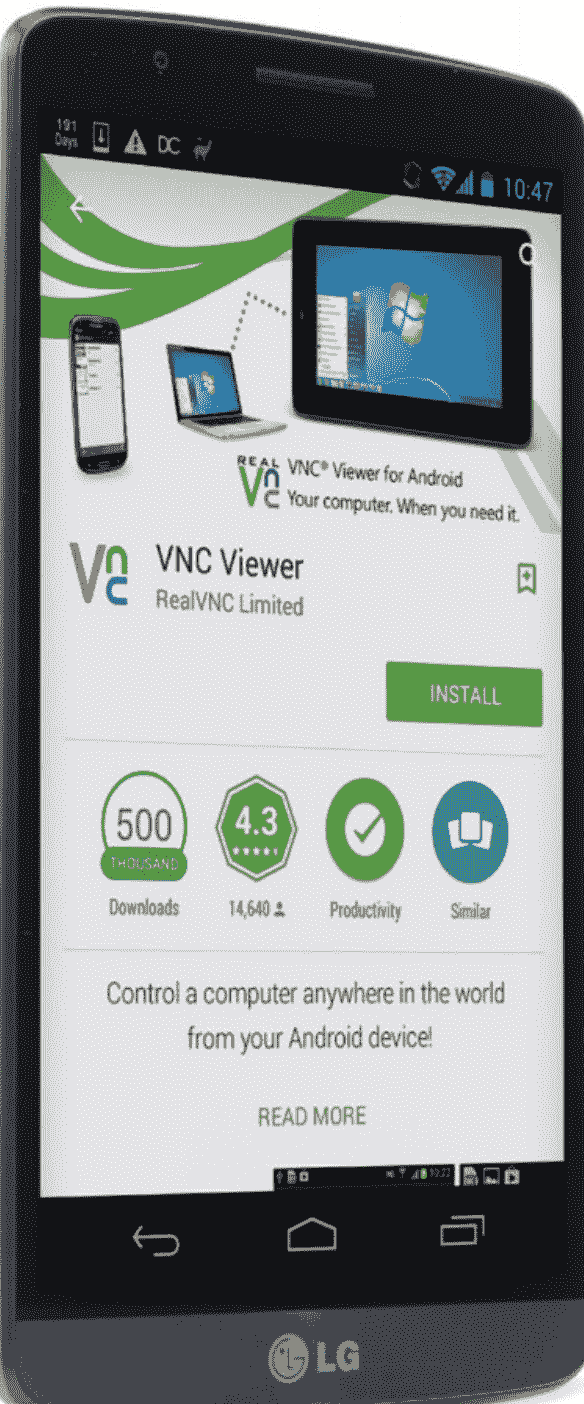 191
Days
DC
10:47
REAL
Vnc
VNC® Viewer for Android
Your computer. When you need it.
Vnc
VNC Viewer
RealVNC Limited
INSTALL
500
THOUSAND
Downloads
4.3
14,640
Productivity
Similar
Control a computer anywhere in the world
from your Android device!
READ MORE
LG